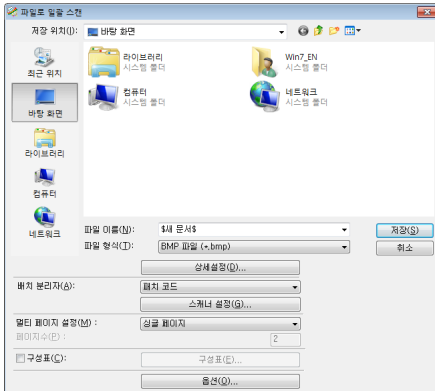 파일로 일괄 스캔
저장 위치(I):
바탕 화면
최근 위치
바탕 화면
라이브러리
컴퓨터
네트워크
라이브러리
시스템 폴더
Win7_EN
시스템 폴더
컴퓨터
시스템 폴더
네트워크
시스템 폴더
파일 이름(N): $새 문서$ 저장(S)
파일 형식(T): BMP 파일 (*.bmp) 취소
상세설정(D)...
배치 분리자(A): 패치 코드
스캐너 설정(G)...
멀티 페이지 설정(M) : 싱글 페이지
페이지수(P) : 2
구성표(C): 구성표(E)...
옵션(O)...